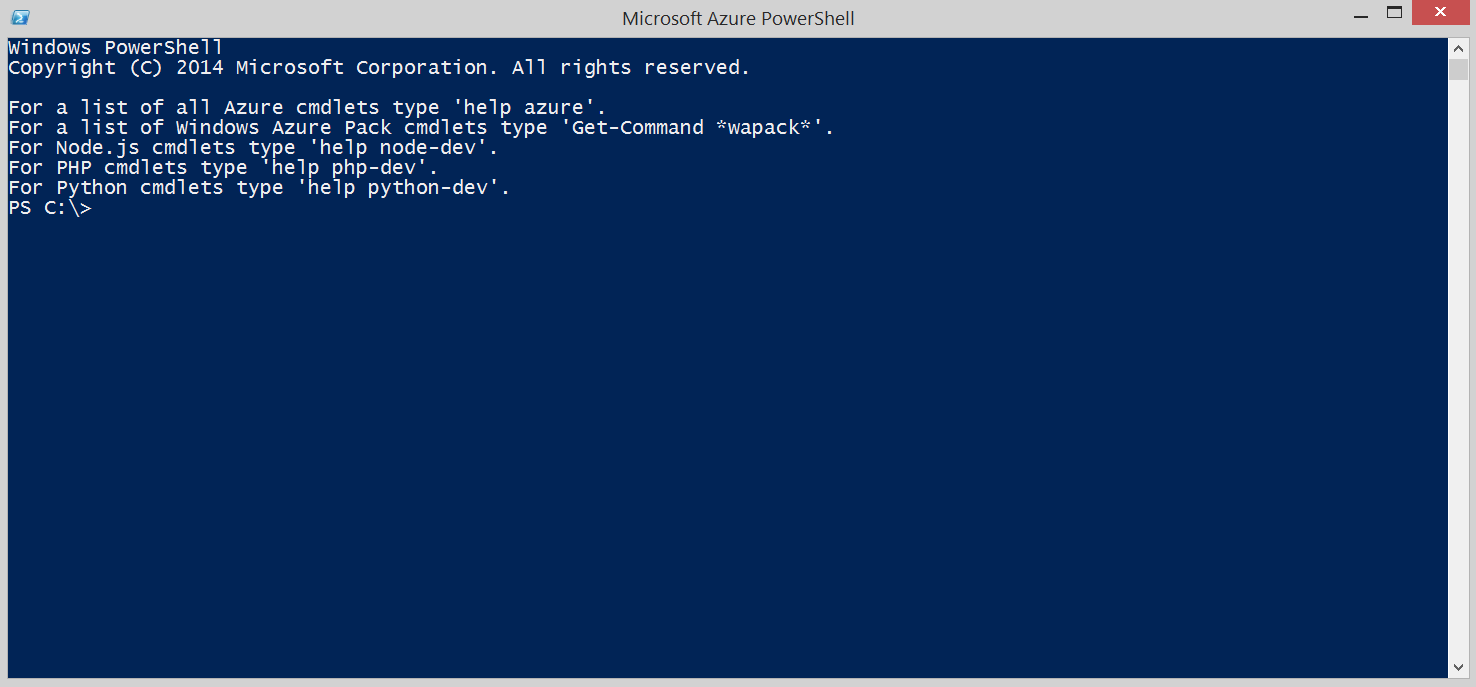 Microsoft Azure PowerShell
Windows PowerShell
Copyright (C) 2014 Microsoft Corporation. All rights reserved.
For a list of all Azure cmdlets type 'help azure'.
For a list of Windows Azure Pack cmdlets type 'Get-Command *wapack*'.
For Node.js cmdlets type 'help node-dev'.
For PHP cmdlets type 'help php-dev'.
For Python cmdlets type 'help python-dev'.
PS C:\>